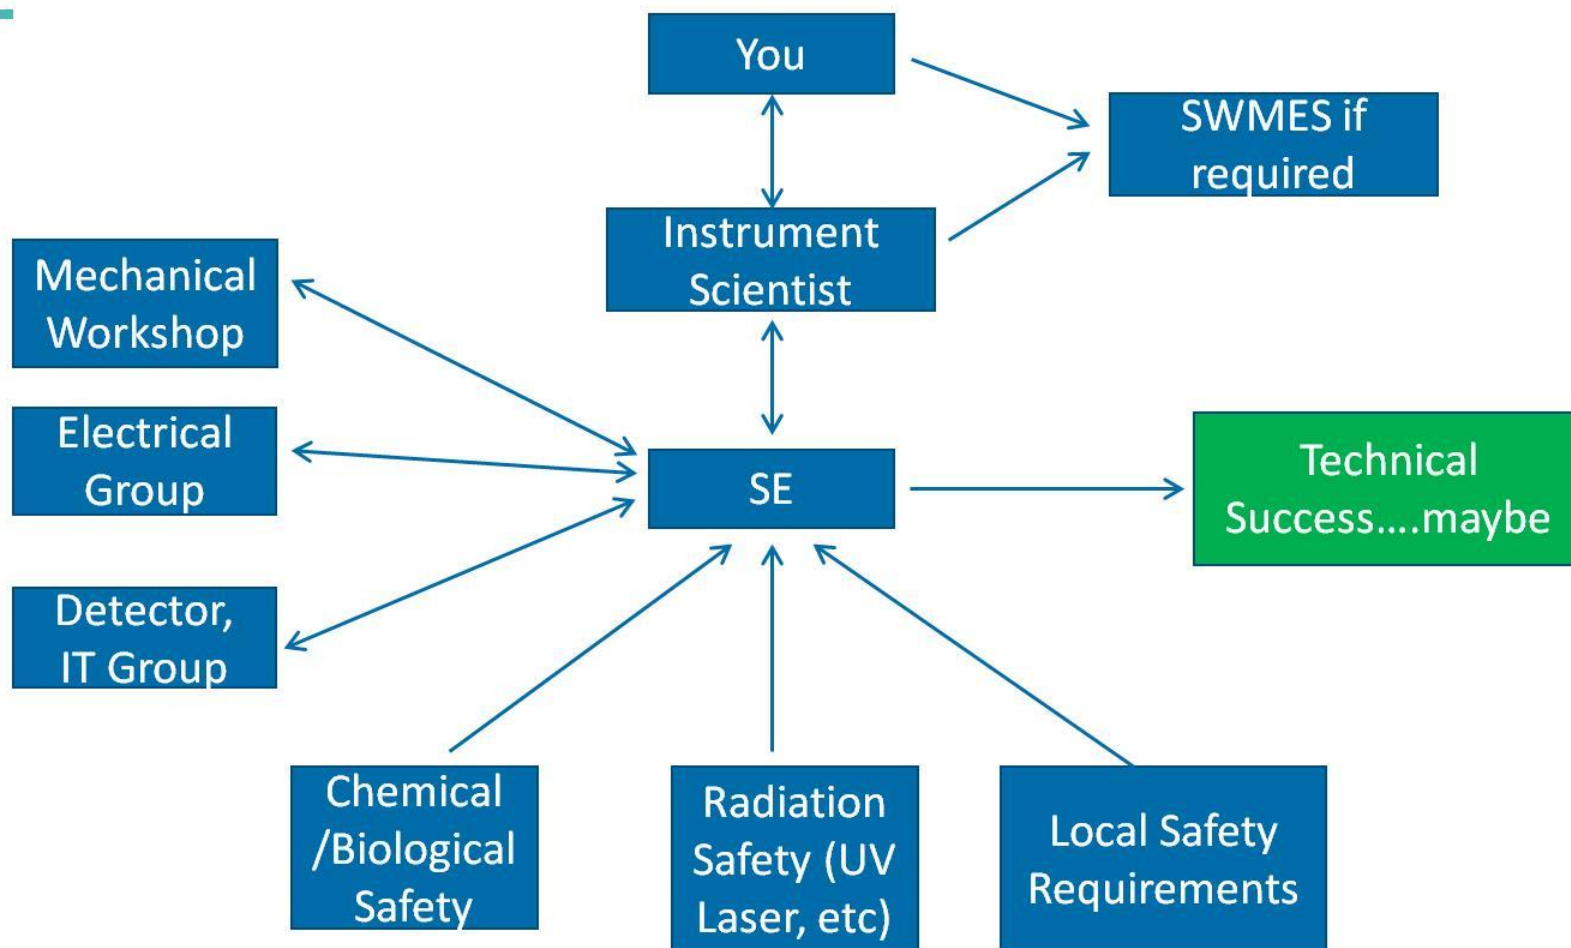 You
SWMES if
required
Instrument
Scientist
Mechanical
Workshop
Electrical
Group
SE
Technical
Success....maybe
Detector,
IT Group
Chemical
/Biological
Safety
Radiation
Safety (UV
Laser, etc)
Local Safety
Requirements